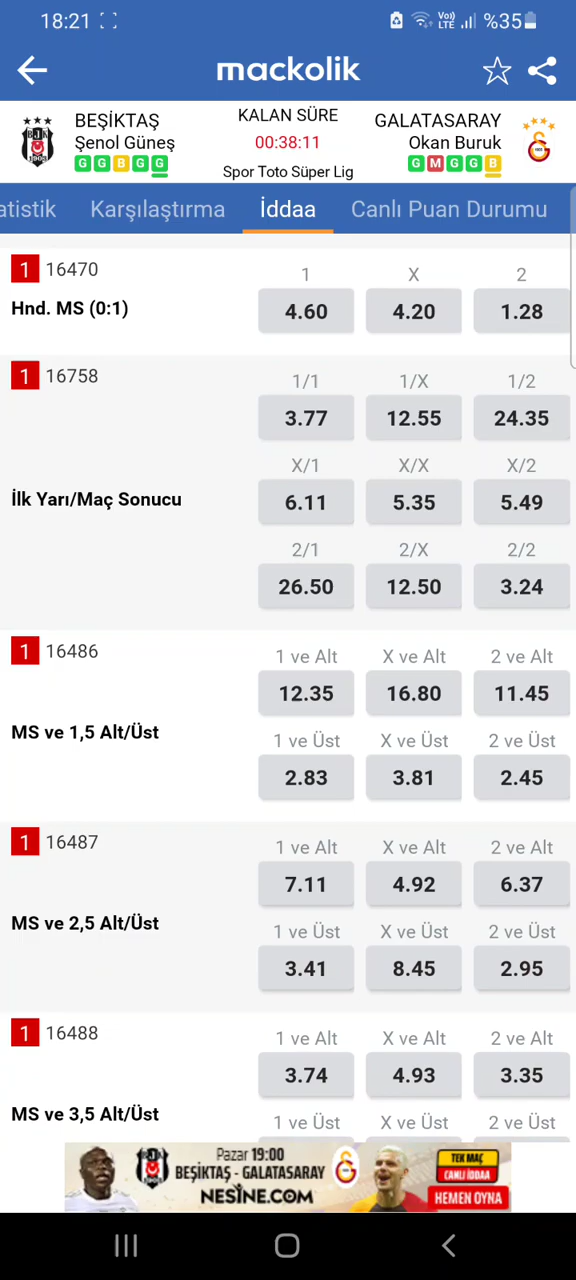 18:21 Vo)) LTE %35
mackolik
BEŞİKTAŞ KALAN SÜRE GALATASARAY
Şenol Güneş 00:38:11 Okan Buruk
G G B G G Spor Toto Süper Lig G M G G B
atistik Karşılaştırma İddaa Canlı Puan Durumu
1 16470 1 X 2
Hnd. MS (0:1) 4.60 4.20 1.28
1 16758 1/1 1/X 1/2
3.77 12.55 24.35
X/1 X/X X/2
İlk Yarı/Maç Sonucu 6.11 5.35 5.49
2/1 2/X 2/2
26.50 12.50 3.24
1 16486 1 ve Alt X ve Alt 2 ve Alt
12.35 16.80 11.45
MS ve 1,5 Alt/Üst 1 ve Üst X ve Üst 2 ve Üst
2.83 3.81 2.45
1 16487 1 ve Alt X ve Alt 2 ve Alt
7.11 4.92 6.37
MS ve 2,5 Alt/Üst 1 ve Üst X ve Üst 2 ve Üst
3.41 8.45 2.95
1 16488 1 ve Alt X ve Alt 2 ve Alt
3.74 4.93 3.35
MS ve 3,5 Alt/Üst 1 ve Üst X ve Üst 2 ve Üst
Pazar 19:00
BEŞİKTAŞ - GALATASARAY
NESİNE.COM
TEK MAÇ
CANLI İDDAA
HEMEN OYNA